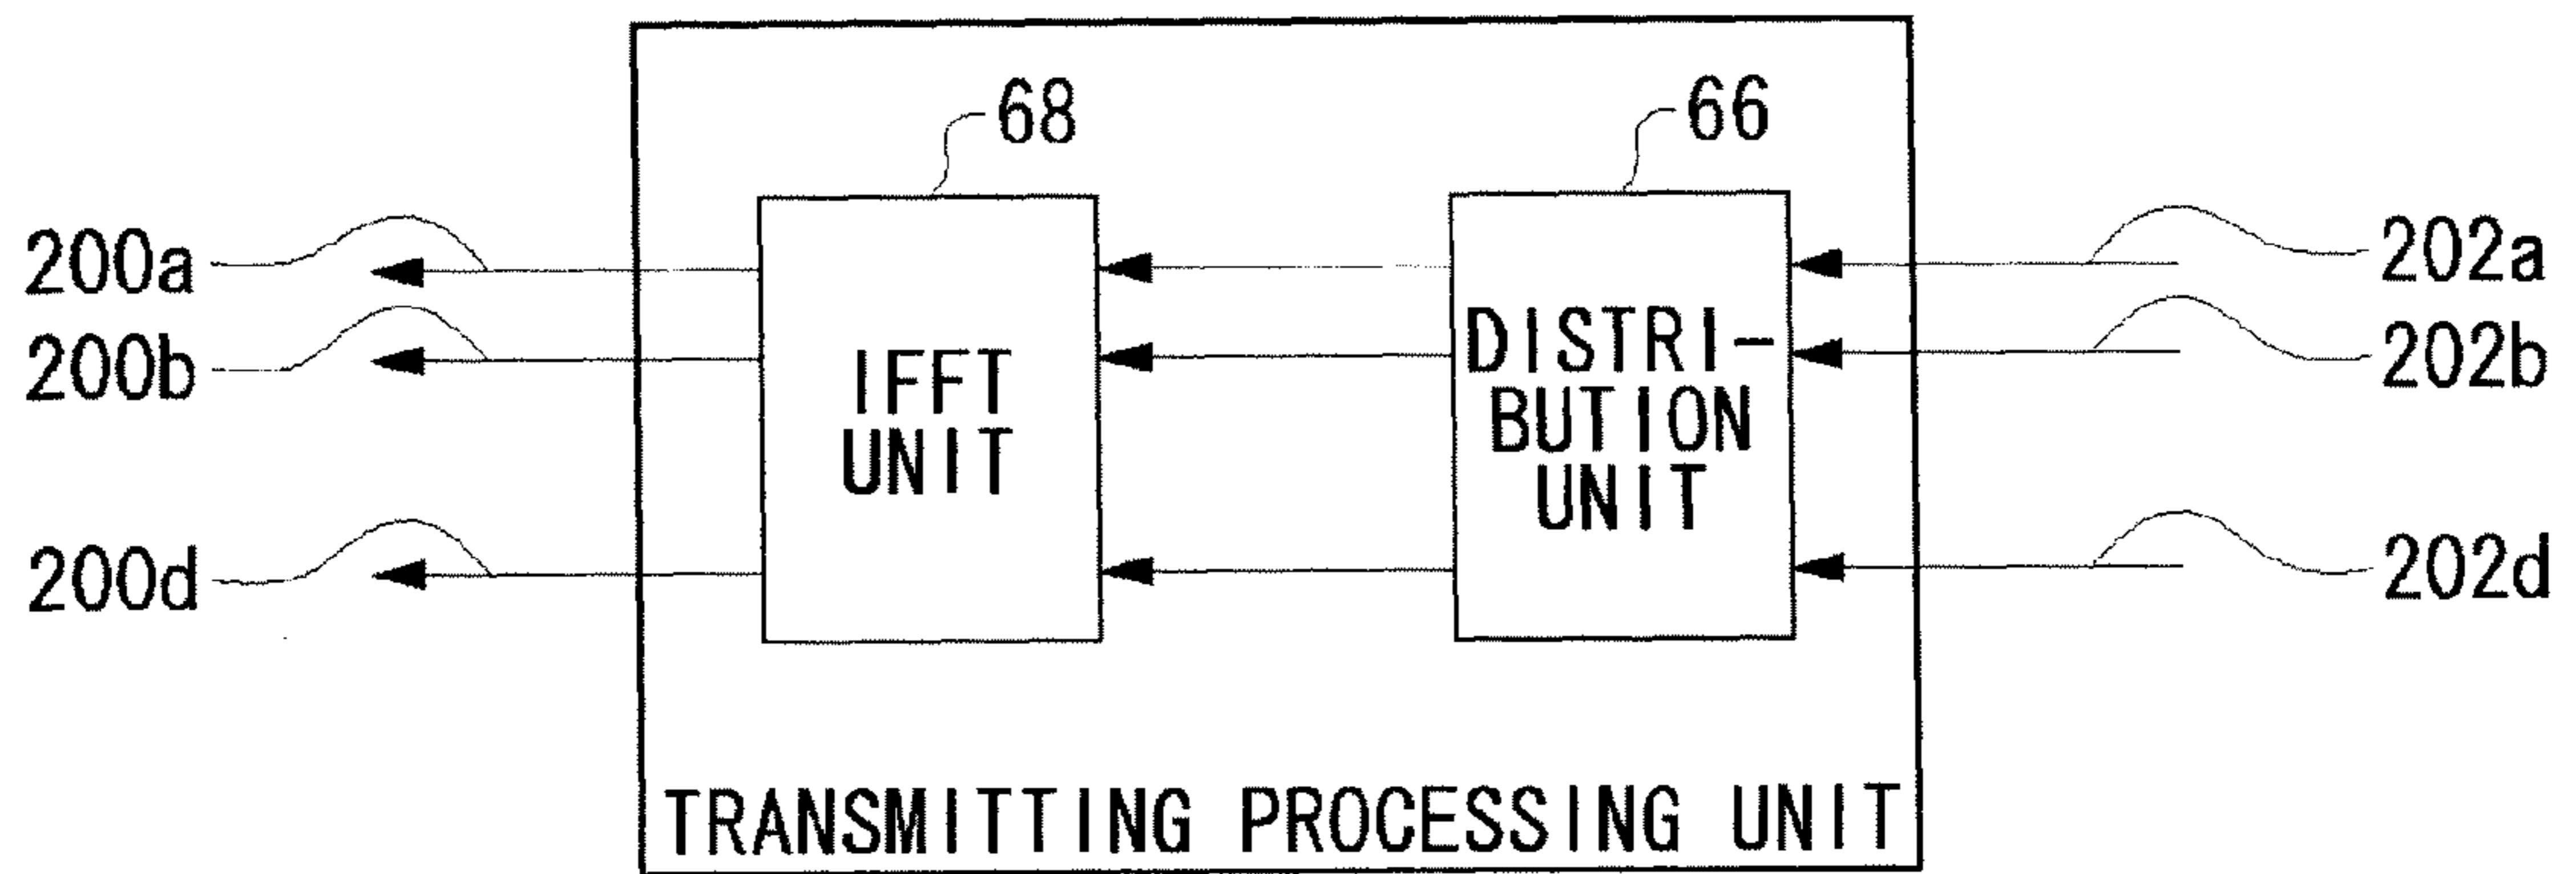 68
66
200a
202a
200b
202b
DISTRI-
BUTION
UNIT
IFFT
UNIT
200d
202d
TRANSMITTING PROCESSING UNIT